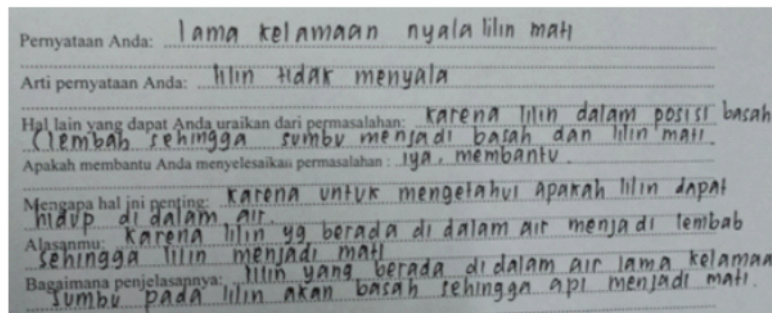 Pernyataan Anda: lama kelamaan nyala lilin mati
Arti pernyataan Anda: lilin tidak menyala
Hal lain yang dapat Anda uraikan dari permasalahan: karena lilin dalam posisi basah
(lembab sehingga sumbu menjadi basah dan lilin mati
Apakah membantu Anda menyelesaikan permasalahan : iya, membantu.
Mengapa hal ini penting: karena untuk mengetahui apakah lilin dapat
hidup di dalam air.
Alasanmu: karena lilin yg berada di dalam air menjadi lembab
sehingga lilin menjadi mati
Bagaimana penjelasannya: lilin yang berada di dalam air lama kelamaa
sumbu pada lilin akan basah sehingga api menjadi mati.